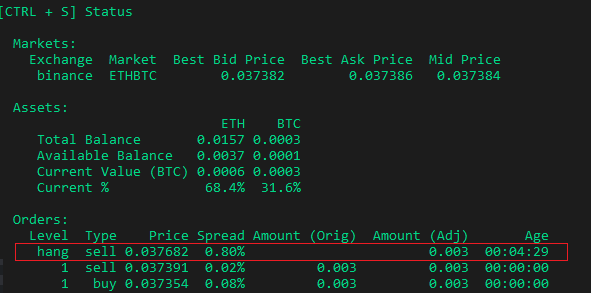 [CTRL + S] Status
Markets:
Exchange Market Best Bid Price Best Ask Price Mid Price
binance ETHBTC 0.037382 0.037386 0.037384
Assets:
ETH BTC
Total Balance 0.0157 0.0003
Available Balance 0.0037 0.0001
Current Value (BTC) 0.0006 0.0003
Current % 68.4% 31.6%
Orders:
Level Type Price Spread Amount (Orig) Amount (Adj) Age
hang sell 0.037682 0.80% 0.003 00:04:29
1 sell 0.037391 0.02% 0.003 0.003 00:00:00
1 buy 0.037354 0.08% 0.003 0.003 00:00:00